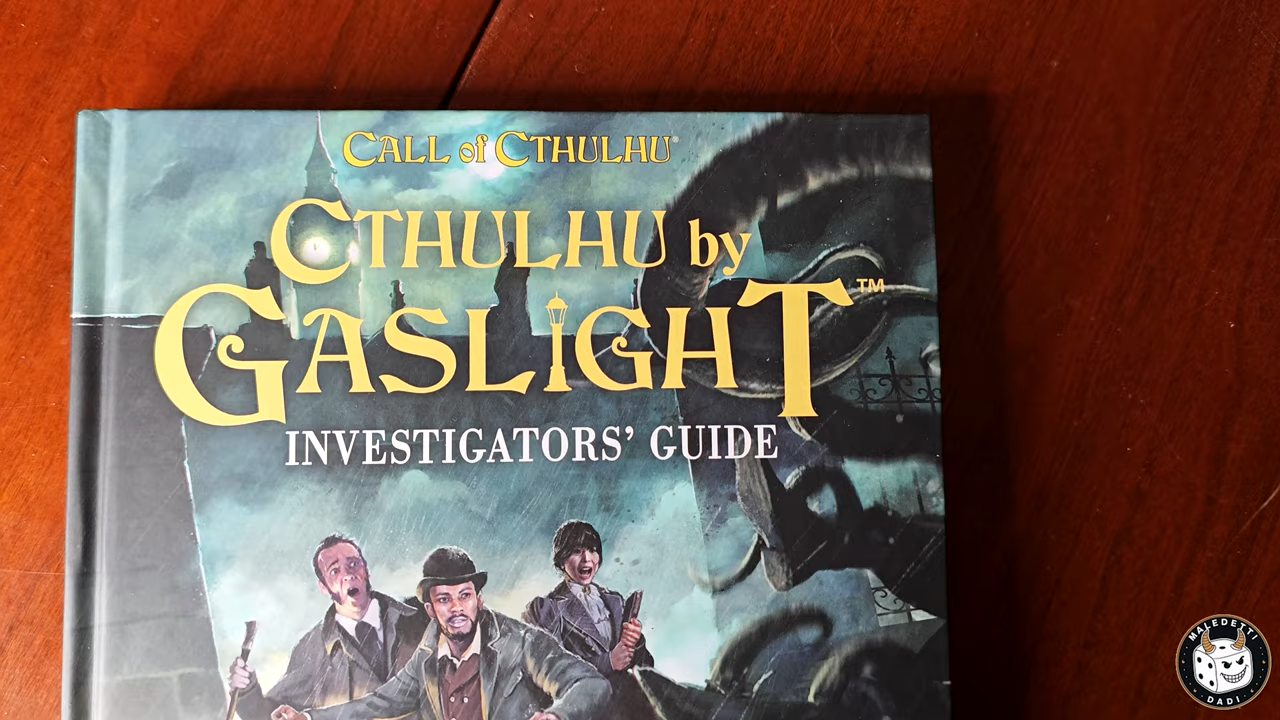 CALL of CTHULHU®
CTHULHU by
GASLIGHT™
INVESTIGATORS' GUIDE
MALEDETTI
DADI